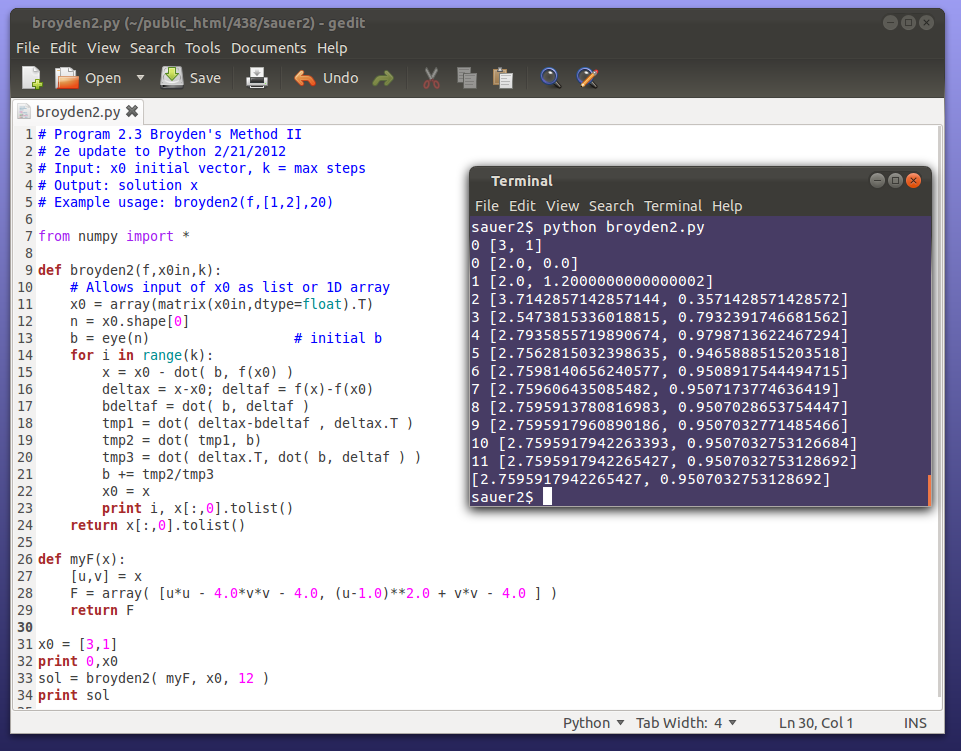 broyden2.py (~/public_html/438/sauer2) - gedit
File Edit View Search Tools Documents Help
Open Save Undo
broyden2.py
1 # Program 2.3 Broyden's Method II
2 # 2e update to Python 2/21/2012
3 # Input: x0 initial vector, k = max steps
4 # Output: solution x
5 # Example usage: broyden2(f,[1,2],20)
6
7 from numpy import *
8
9 def broyden2(f,x0in,k):
10     # Allows input of x0 as list or 1D array
11     x0 = array(matrix(x0in,dtype=float).T)
12     n = x0.shape[0]
13     b = eye(n)                  # initial b
14     for i in range(k):
15         x = x0 - dot( b, f(x0) )
16         deltax = x-x0; deltaf = f(x)-f(x0)
17         bdeltaf = dot( b, deltaf )
18         tmp1 = dot( deltax-bdeltaf , deltax.T )
19         tmp2 = dot( tmp1, b)
20         tmp3 = dot( deltax.T, dot( b, deltaf ) )
21         b += tmp2/tmp3
22         x0 = x
23         print i, x[:,0].tolist()
24     return x[:,0].tolist()
25
26 def myF(x):
27     [u,v] = x
28     F = array( [u*u - 4.0*v*v - 4.0, (u-1.0)**2.0 + v*v - 4.0 ] )
29     return F
30
31 x0 = [3,1]
32 print 0,x0
33 sol = broyden2( myF, x0, 12 )
34 print sol
Terminal
File Edit View Search Terminal Help
sauer2$ python broyden2.py
0 [3, 1]
0 [2.0, 0.0]
1 [2.0, 1.2000000000000002]
2 [3.7142857142857144, 0.3571428571428572]
3 [2.5473815336018815, 0.7932391746681562]
4 [2.7935855719890674, 0.9798713622467294]
5 [2.7562815032398635, 0.9465888515203518]
6 [2.7598140656240577, 0.9508917544494715]
7 [2.759606435085482, 0.9507173774636419]
8 [2.7595913780816983, 0.9507028653754447]
9 [2.7595917960890186, 0.9507032771485466]
10 [2.7595917942263393, 0.9507032753126684]
11 [2.7595917942265427, 0.9507032753128692]
[2.7595917942265427, 0.9507032753128692]
sauer2$
Python Tab Width: 4 Ln 30, Col 1 INS